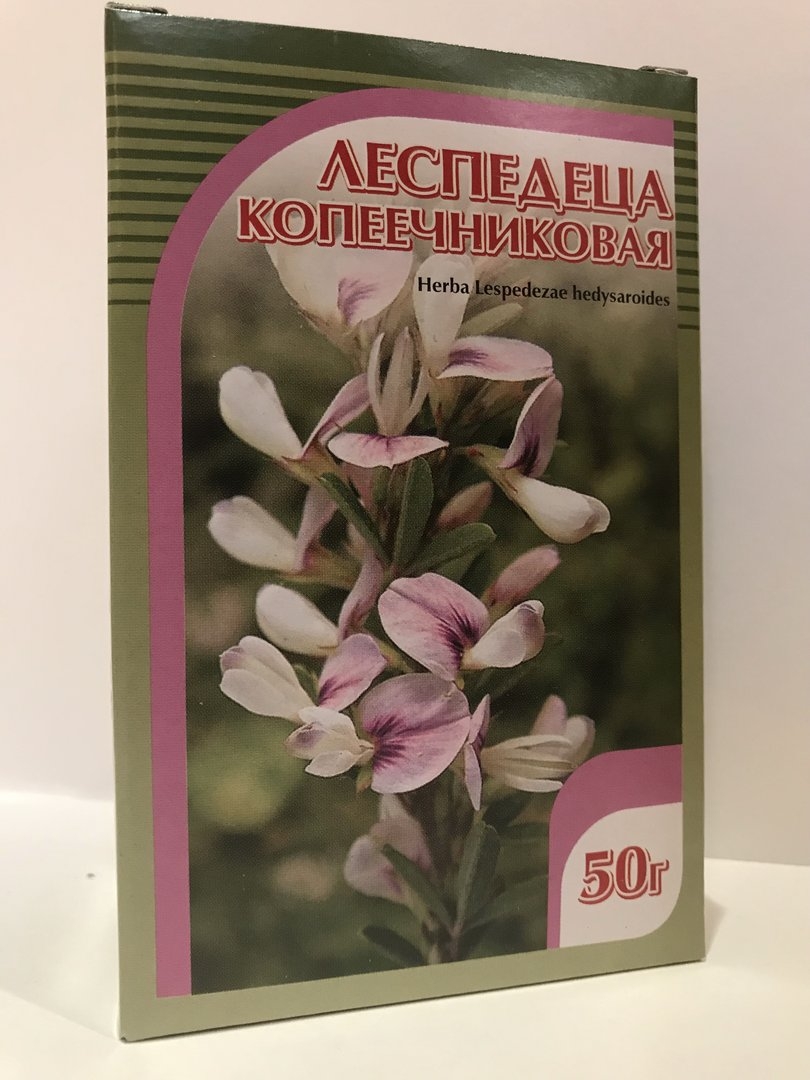 ЛЕСПЕДЕЦА
КОПЕЕЧНИКОВАЯ
Herba Lespedezae hedysaroides
50г